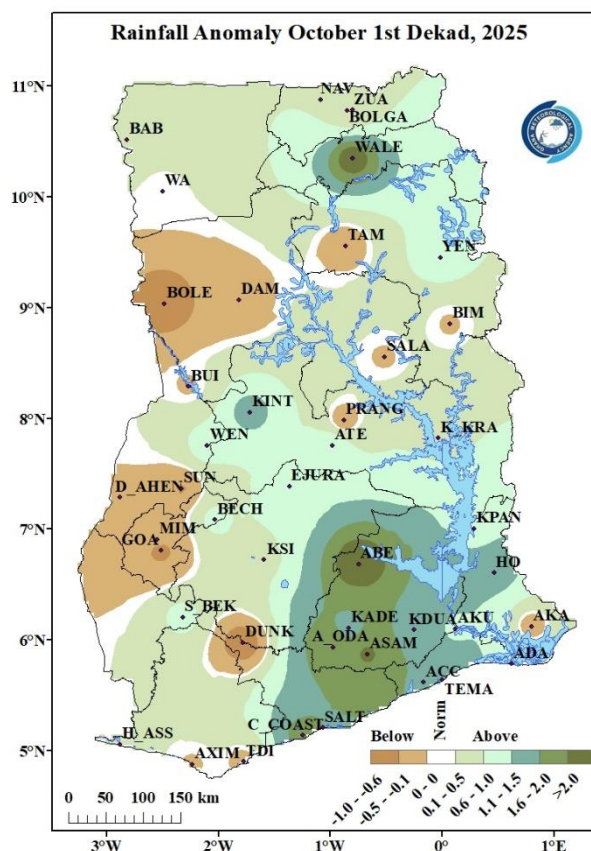 Rainfall Anomaly October 1st Dekad, 2025
11°N
10°N
9°N
8°N
7°N
6°N
5°N
NAV
ZUA
BOLGA
BAB
WALE
WA
TAM
YEN
BOLE
DAM
BIM
SALA
BUI
KINT
PRANG
WEN
ATE
K_KRA
SUN
EJURA
D_AHEN
BECH
KPAN
MIM
GOA
KSI
ABE
HO
S_BEK
KADE
KDUA
AKU
AKA
DUNK
A_ODA
ASAM
ADA
ACC
TEMA
SALT
C_COAST
H_ASS
AXIM
TDI
Below
Norm
Above
-1.0 - -0.6
-0.5 - -0.1
0 - 0
0.1 - 0.5
0.6 - 1.0
1.1 - 1.5
1.6 - 2.0
>2.0
0 50 100 150 km
3°W
2°W
1°W
0°
1°E